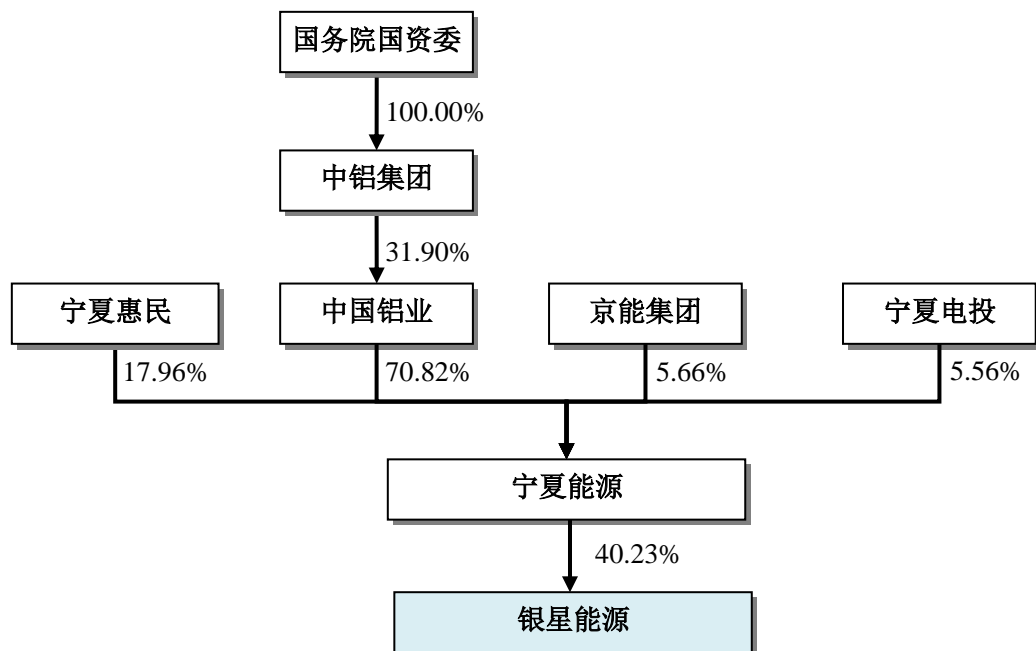 国务院国资委
100.00%
中铝集团
31.90%
宁夏惠民
中国铝业
京能集团
宁夏电投
17.96%
70.82%
5.66%
5.56%
宁夏能源
40.23%
银星能源